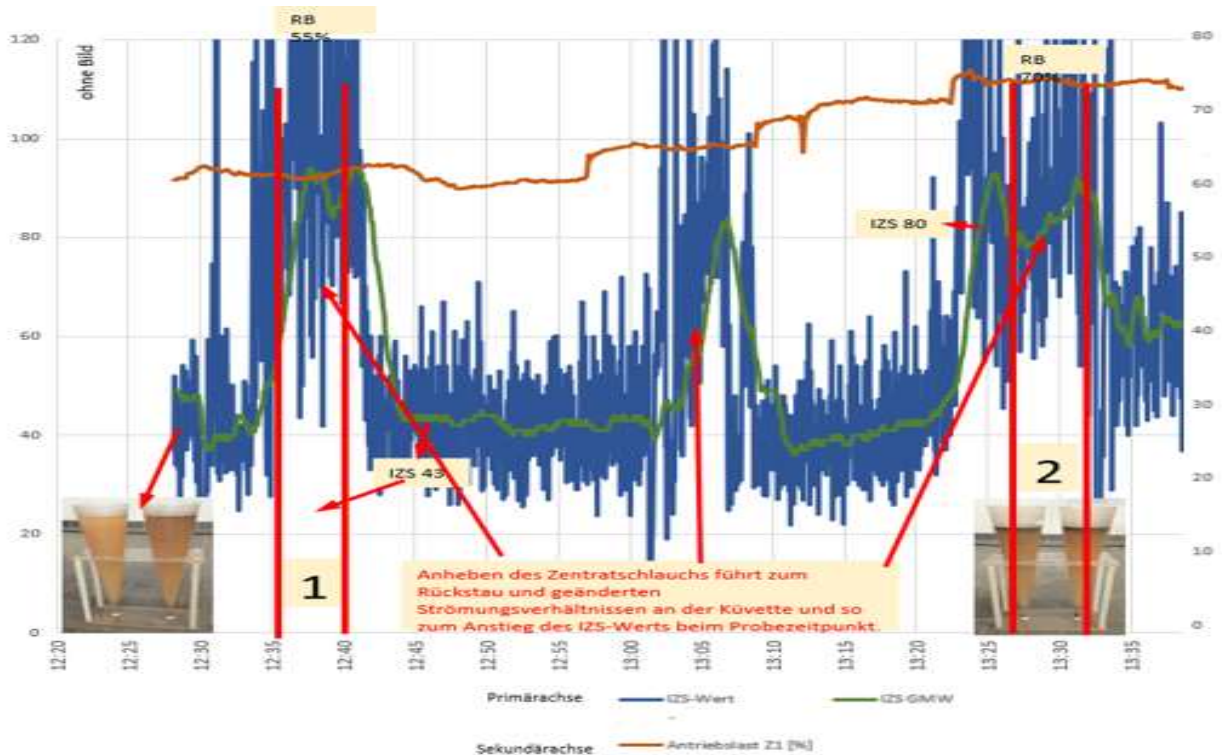 RB
55%
RB
70%
ohne Bild
120
100
80
60
40
20
0
80
70
60
50
40
30
20
10
0
IZS 80
IZS 43
1
2
Anheben des Zentratschlauchs führt zum
Rückstau und geänderten
Strömungsverhältnissen an der Küvette und so
zum Anstieg des IZS-Werts beim Probezeitpunkt.
12:20
12:25
12:30
12:35
12:40
12:45
12:50
12:55
13:00
13:05
13:10
13:15
13:20
13:25
13:30
13:35
Primärachse
IZS-Wert
IZS-GMW
Sekundärachse
Antriebslast Z1 [%]